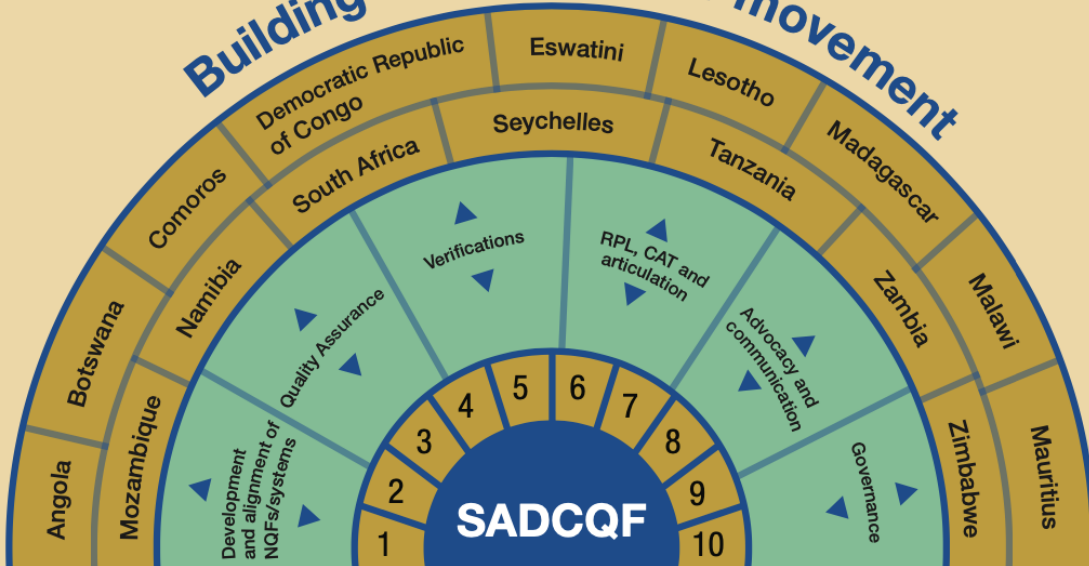 Building
movement
Angola
Botswana
Comoros
Democratic Republic
of Congo
Eswatini
Lesotho
Madagascar
Malawi
Mauritius
Mozambique
Namibia
South Africa
Seychelles
Tanzania
Zambia
Zimbabwe
Development
and alignment of
NQFs/systems
Quality Assurance
Verifications
RPL, CAT and
articulation
Advocacy and
communication
Governance
1
2
3
4
5
6
7
8
9
10
SADCQF